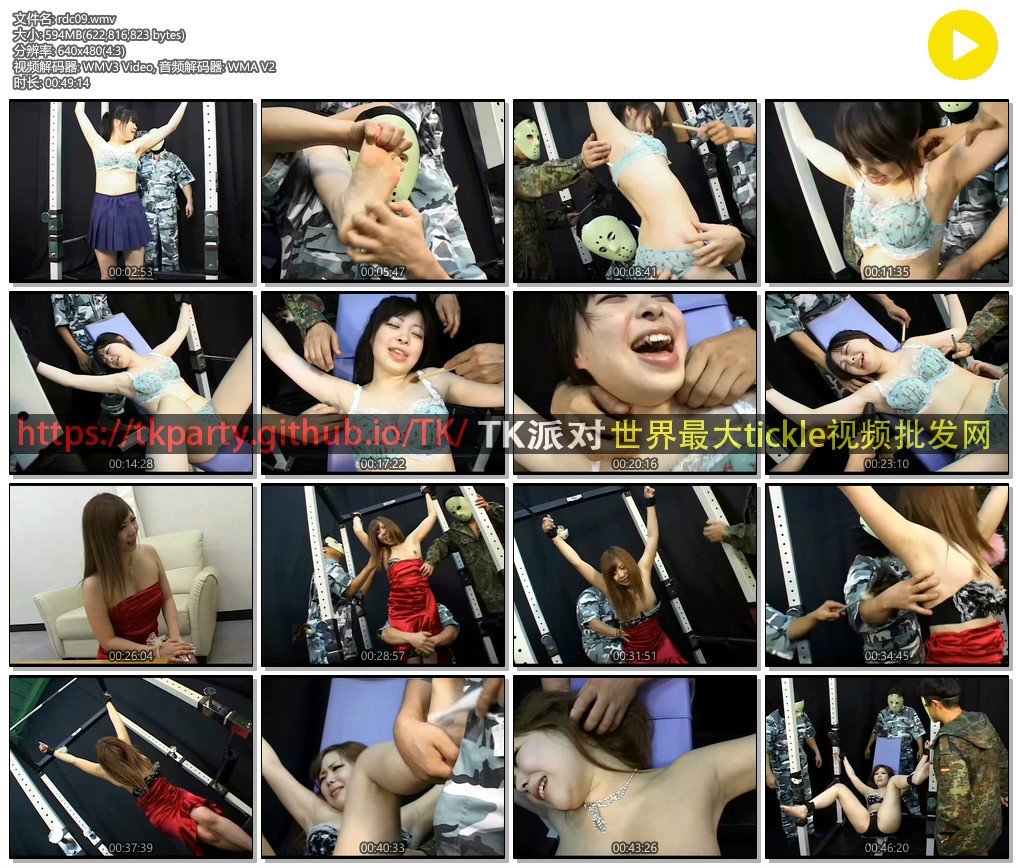 文件名: rdc09.wmv
大小: 594MB(622,816,823 bytes)
分辨率: 640x480(4:3)
视频解码器: WMV3 Video, 音频解码器: WMA V2
时长: 00:49:14
00:02:53
00:05:47
00:08:41
00:11:35
https://tkparty.github.io/TK/ TK派对 世界最大tickle视频批发网
00:14:28
00:17:22
00:20:16
00:23:10
00:26:04
00:28:57
00:31:51
00:34:45
00:37:39
00:40:33
00:43:26
00:46:20